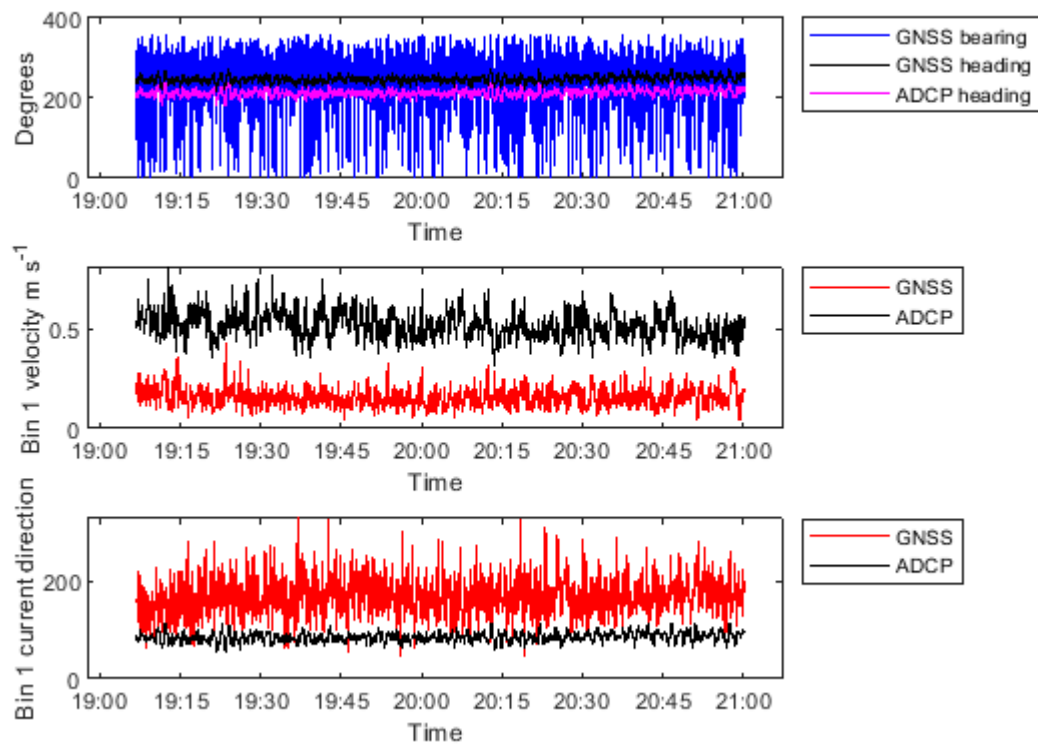 400
200
0
Degrees
19:00 19:15 19:30 19:45 20:00 20:15 20:30 20:45 21:00
Time
GNSS bearing
GNSS heading
ADCP heading
0.5
0
Bin 1 velocity m s-1
19:00 19:15 19:30 19:45 20:00 20:15 20:30 20:45 21:00
Time
GNSS
ADCP
200
0
Bin 1 current direction
19:00 19:15 19:30 19:45 20:00 20:15 20:30 20:45 21:00
Time
GNSS
ADCP